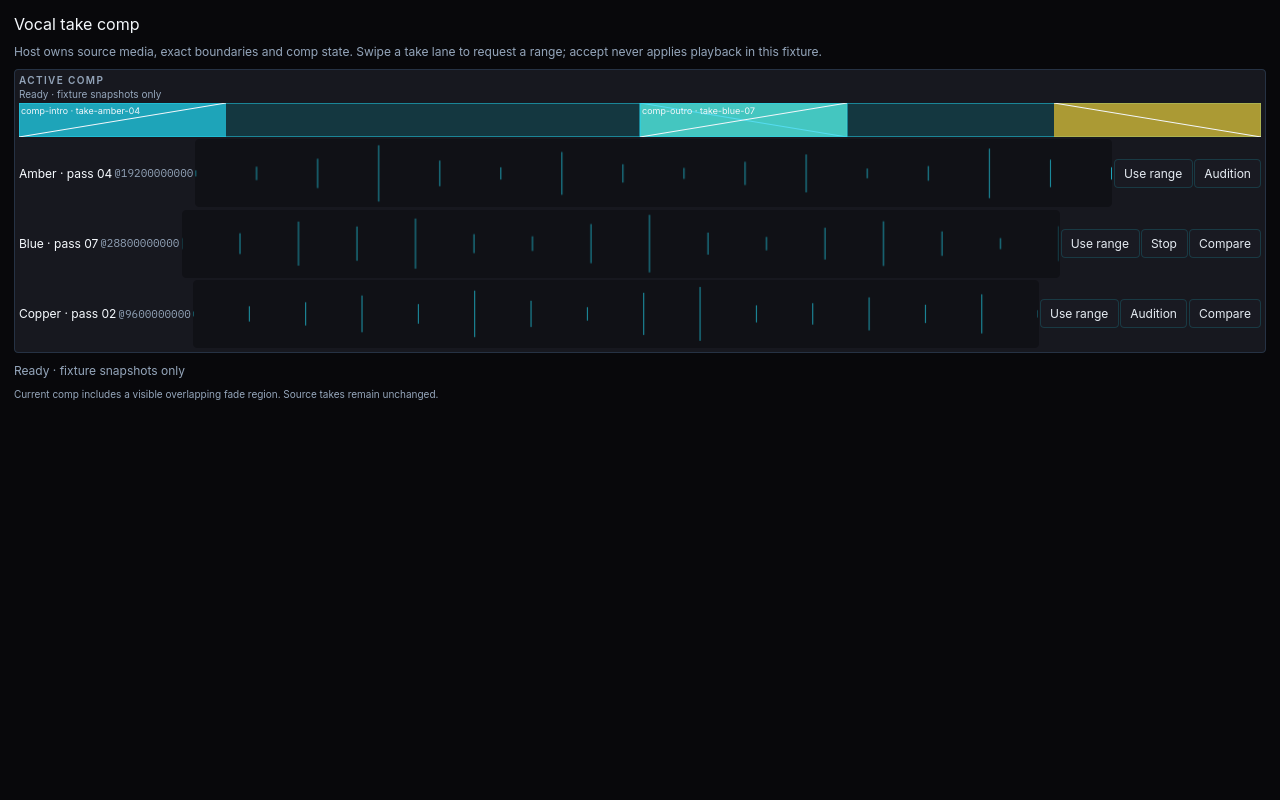 Vocal take comp
Host owns source media, exact boundaries and comp state. Swipe a take lane to request a range; accept never applies playback in this fixture.
ACTIVE COMP
Ready · fixture snapshots only
comp-intro · take-amber-04
comp-outro · take-blue-07
Amber · pass 04 @19200000000
Use range
Audition
Blue · pass 07 @28800000000
Use range
Stop
Compare
Copper · pass 02 @9600000000
Use range
Audition
Compare
Ready · fixture snapshots only
Current comp includes a visible overlapping fade region. Source takes remain unchanged.